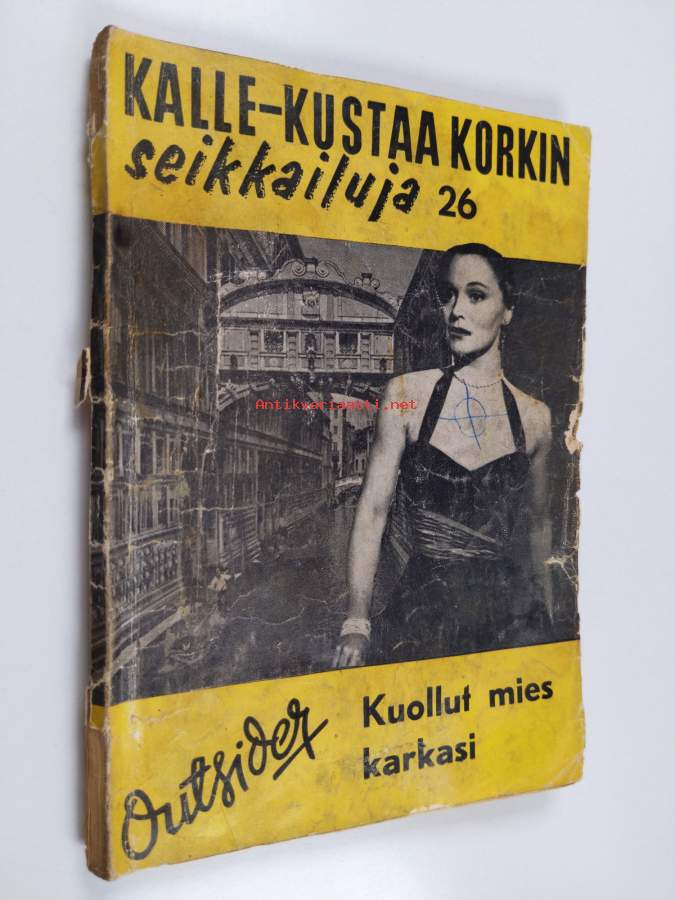 KALLE-KUSTAA KORKIN
seikkailuja 26
Antikvariaatti.net
Outsider
Kuollut mies
karkasi